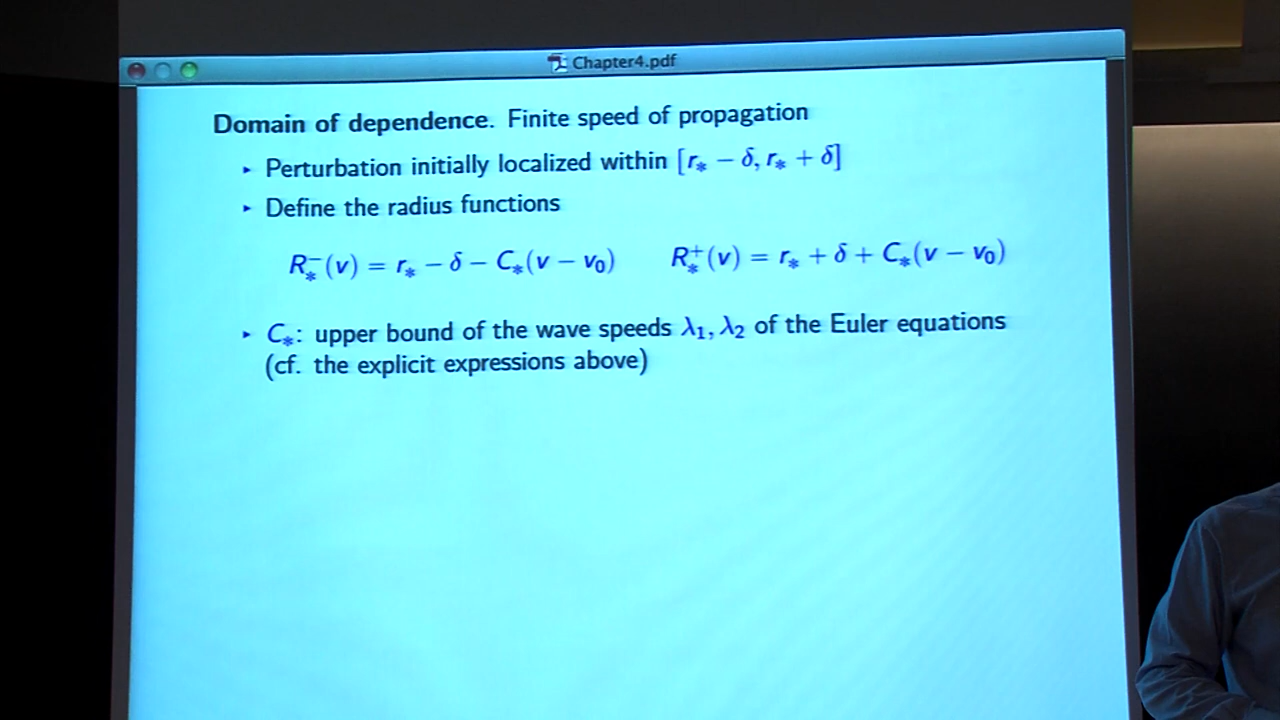 Chapter4.pdf
Domain of dependence. Finite speed of propagation
▸ Perturbation initially localized within [r∗ − δ, r∗ + δ]
▸ Define the radius functions
R∗⁻(v) = r∗ − δ − C∗(v − v₀) R∗⁺(v) = r∗ + δ + C∗(v − v₀)
▸ C∗: upper bound of the wave speeds λ₁, λ₂ of the Euler equations
(cf. the explicit expressions above)